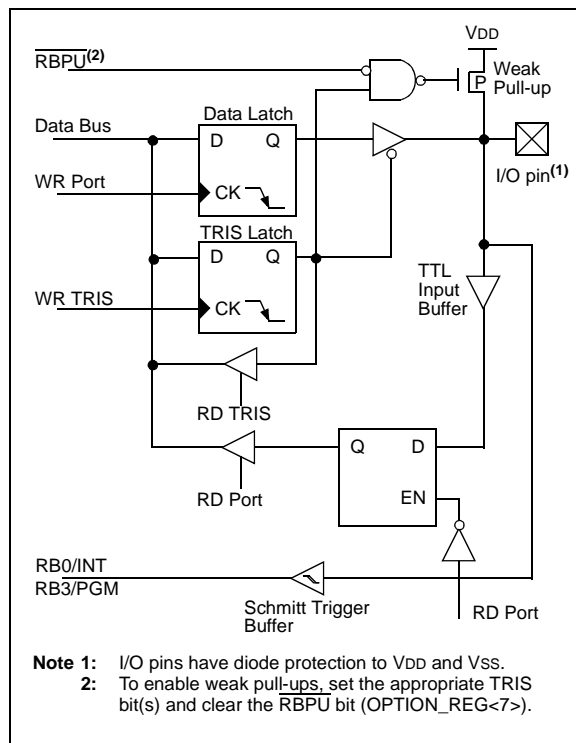 VDD
RBPU(2)
Weak
Pull-up
P
Data Latch
Data Bus
D Q
I/O pin(1)
WR Port
CK
TRIS Latch
D Q
TTL
Input
Buffer
WR TRIS
CK
RD TRIS
Q D
RD Port
EN
RB0/INT
RB3/PGM
Schmitt Trigger
Buffer
RD Port
Note 1: I/O pins have diode protection to VDD and VSS.
2: To enable weak pull-ups, set the appropriate TRIS
bit(s) and clear the RBPU bit (OPTION_REG<7>).